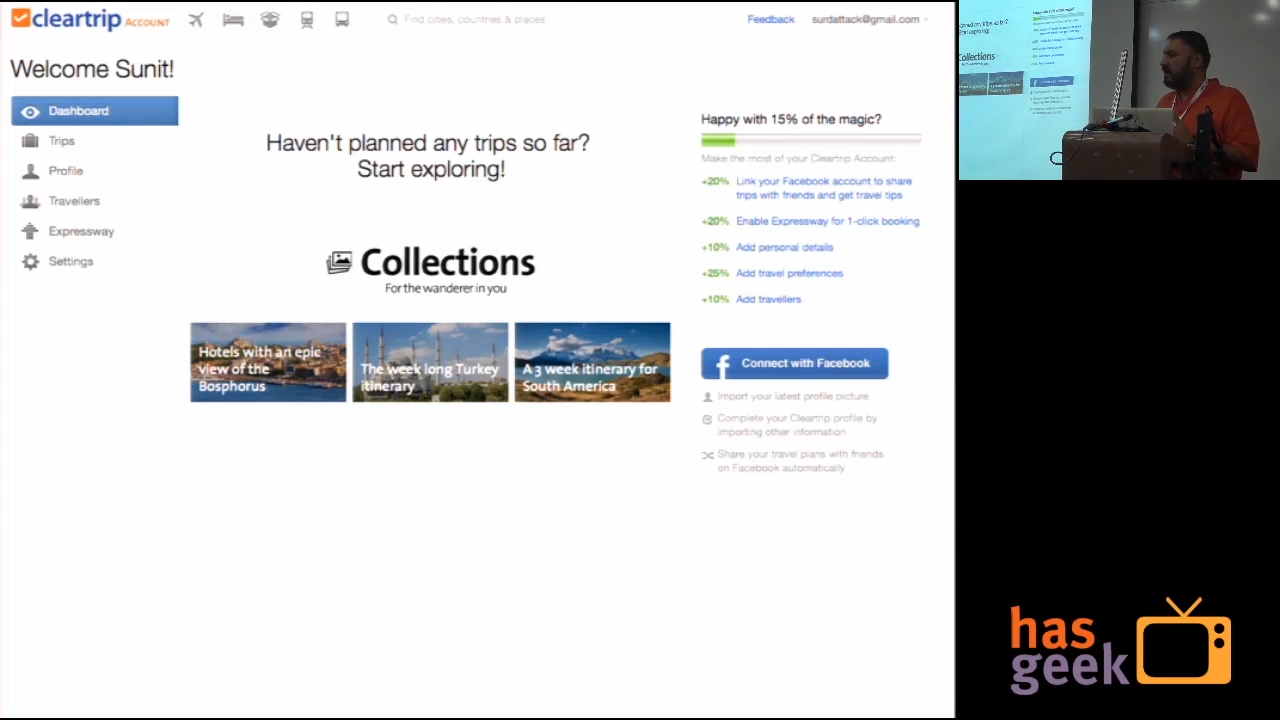 cleartrip ACCOUNT
Find cities, countries & places
Feedback
surdattack@gmail.com
Welcome Sunit!
Dashboard
Trips
Profile
Travellers
Expressway
Settings
Haven't planned any trips so far?
Start exploring!
Collections
For the wanderer in you
Hotels with an epic
view of the
Bosphorus
The week long Turkey
itinerary
A 3 week itinerary for
South America
Happy with 15% of the magic?
Make the most of your Cleartrip Account:
+20% Link your Facebook account to share
trips with friends and get travel tips
+20% Enable Expressway for 1-click booking
+10% Add personal details
+25% Add travel preferences
+10% Add travellers
f Connect with Facebook
Import your latest profile picture
Complete your Cleartrip profile by
importing other information
Share your travel plans with friends
on Facebook automatically
has
geek